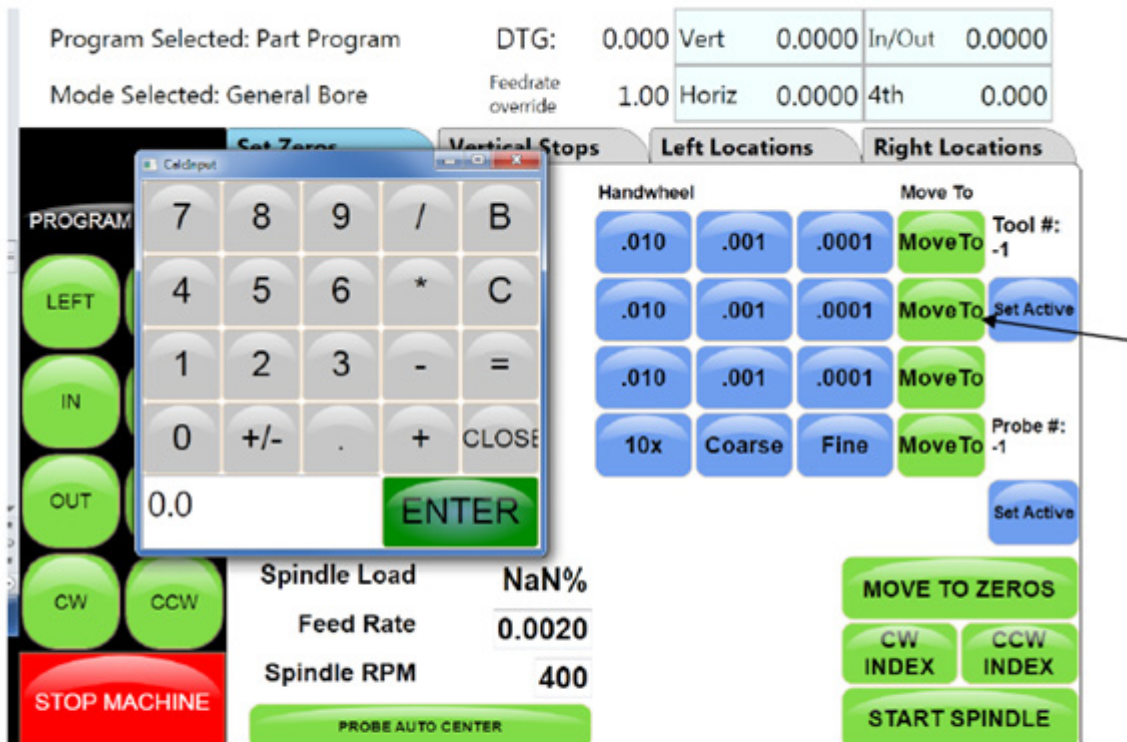 Program Selected: Part Program DTG: 0.000 Vert 0.0000 In/Out 0.0000
Mode Selected: General Bore Feedrate override 1.00 Horiz 0.0000 4th 0.000
Set Zeros Vertical Stops Left Locations Right Locations
CalcInput
7 8 9 / B
4 5 6 * C
1 2 3 - =
0 +/- . + CLOSE
0.0 ENTER
PROGRAM
LEFT
IN
OUT
CW CCW
STOP MACHINE
Handwheel Move To
.010 .001 .0001 MoveTo Tool #: -1
.010 .001 .0001 MoveTo Set Active
.010 .001 .0001 MoveTo
10x Coarse Fine MoveTo Probe #: -1
Set Active
Spindle Load NaN%
Feed Rate 0.0020
Spindle RPM 400
PROBE AUTO CENTER
MOVE TO ZEROS
CW INDEX CCW INDEX
START SPINDLE